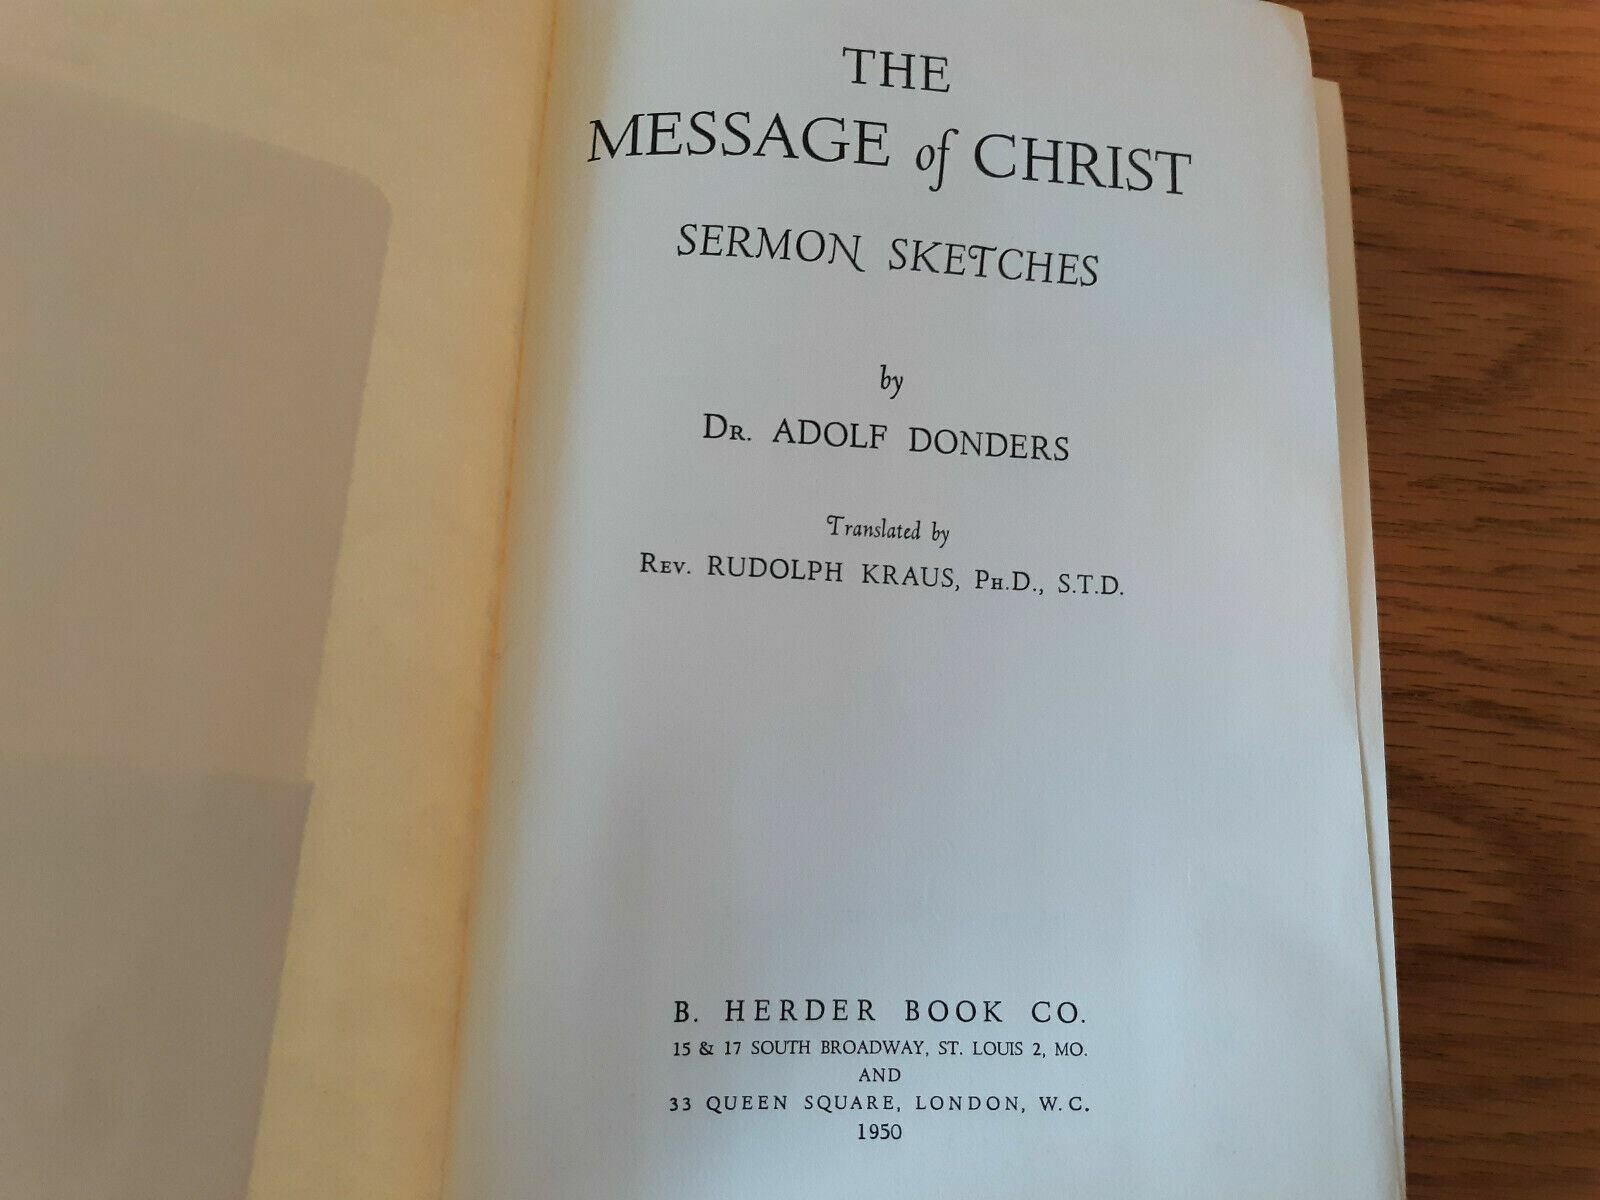 THE
MESSAGE of CHRIST
SERMON SKETCHES
by
DR. ADOLF DONDERS
Translated by
REV. RUDOLPH KRAUS, PH.D., S.T.D.
B. HERDER BOOK CO.
15 & 17 SOUTH BROADWAY, ST. LOUIS 2, MO.
AND
33 QUEEN SQUARE, LONDON, W. C.
1950